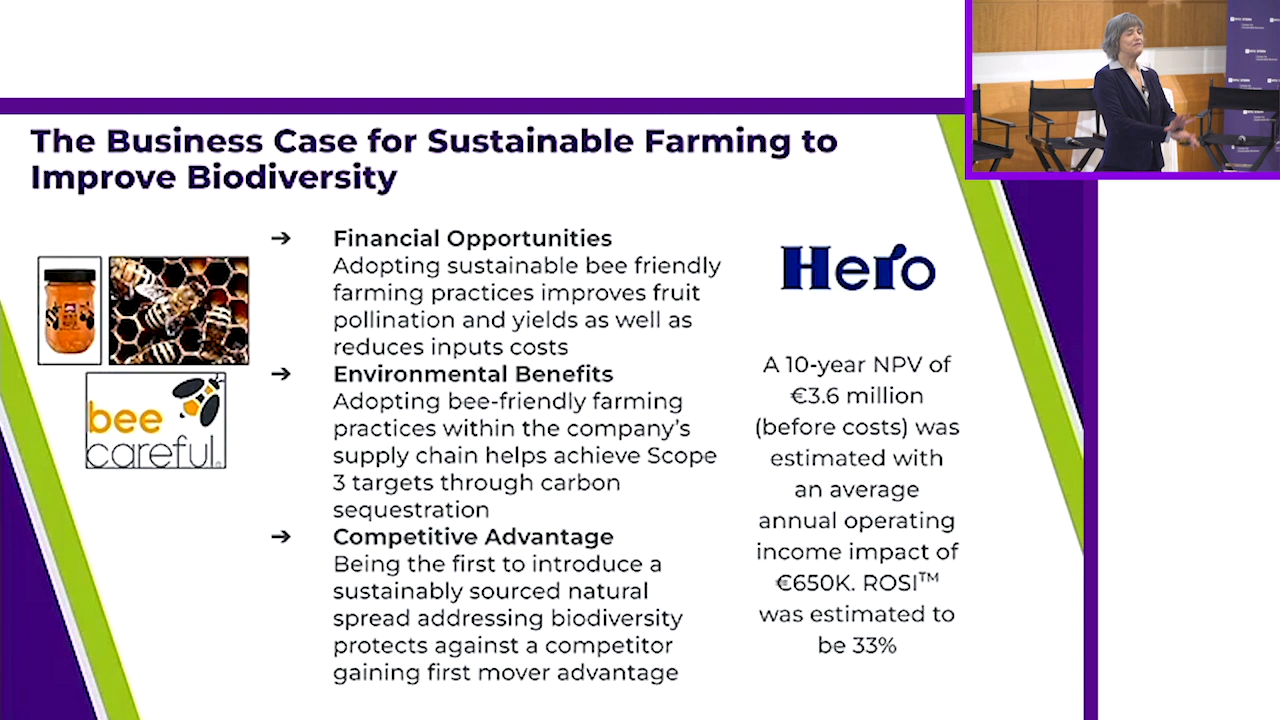 The Business Case for Sustainable Farming to
Improve Biodiversity
➔ Financial Opportunities
Adopting sustainable bee friendly
farming practices improves fruit
pollination and yields as well as
reduces inputs costs
➔ Environmental Benefits
Adopting bee-friendly farming
practices within the company's
supply chain helps achieve Scope
3 targets through carbon
sequestration
➔ Competitive Advantage
Being the first to introduce a
sustainably sourced natural
spread addressing biodiversity
protects against a competitor
gaining first mover advantage
bee
careful
Hero
A 10-year NPV of
€3.6 million
(before costs) was
estimated with
an average
annual operating
income impact of
€650K. ROSI™
was estimated to
be 33%